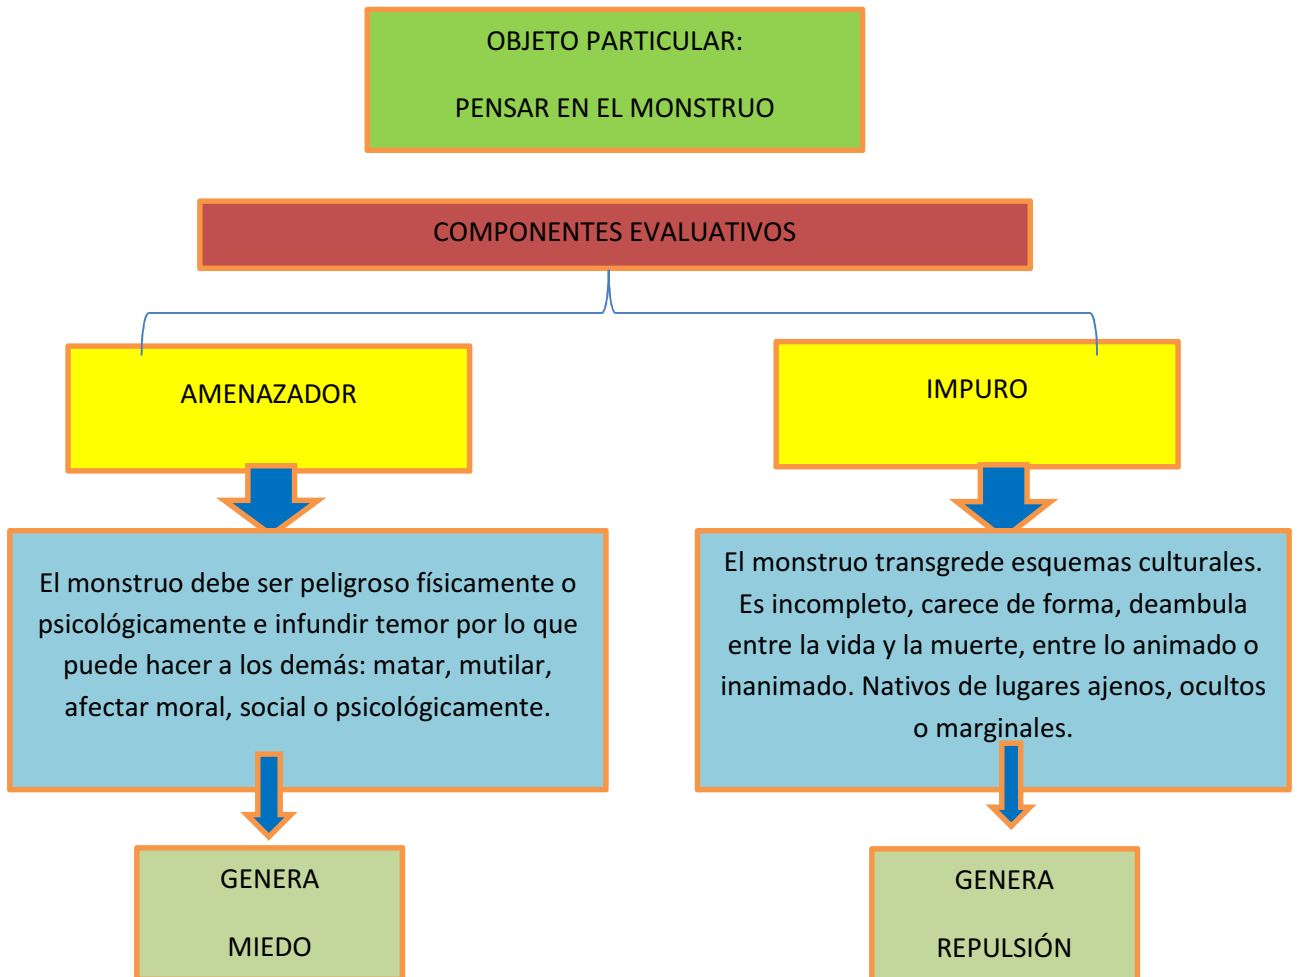 OBJETO PARTICULAR:
PENSAR EN EL MONSTRUO
COMPONENTES EVALUATIVOS
AMENAZADOR
IMPURO
El monstruo debe ser peligroso físicamente o
psicológicamente e infundir temor por lo que
puede hacer a los demás: matar, mutilar,
afectar moral, social o psicológicamente.
El monstruo transgrede esquemas culturales.
Es incompleto, carece de forma, deambula
entre la vida y la muerte, entre lo animado o
inanimado. Nativos de lugares ajenos, ocultos
o marginales.
GENERA
MIEDO
GENERA
REPULSIÓN